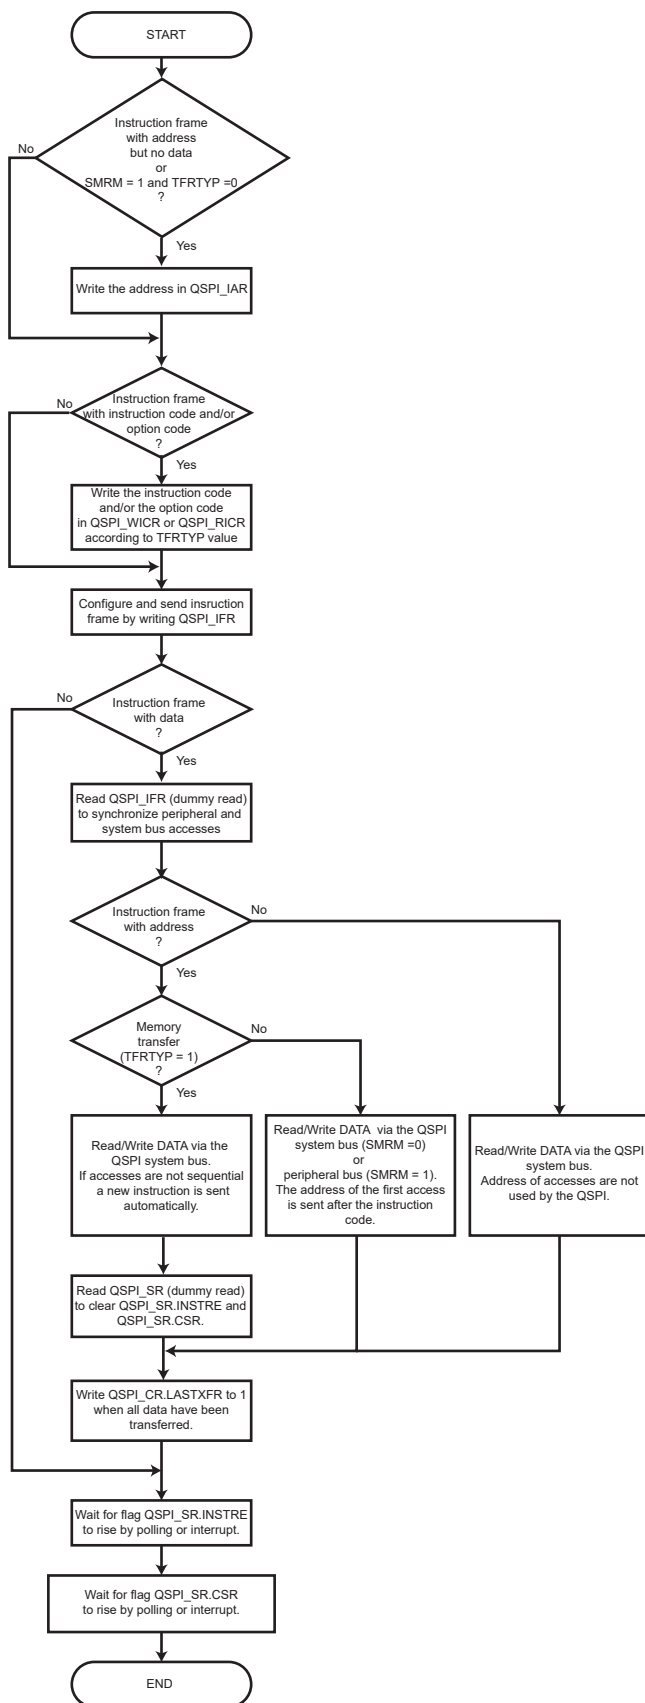 START
Instruction frame
with address
but no data
or
SMRM = 1 and TFRTYP =0
?
No
Yes
Write the address in QSPI_IAR
No
Instruction frame
with instruction code and/or
option code
?
Yes
Write the instruction code
and/or the option code
in QSPI_WICR or QSPI_RICR
according to TFRTYP value
Configure and send insruction
frame by writing QSPI_IFR
No
Instruction frame
with data
?
Yes
Read QSPI_IFR (dummy read)
to synchronize peripheral and
system bus accesses
Instruction frame
with address
?
No
Yes
Memory
transfer
(TFRTYP = 1)
?
No
Yes
Read/Write DATA via the
QSPI system bus.
If accesses are not sequential
a new instruction is sent
automatically.
Read/Write DATA  via the QSPI
system bus (SMRM =0)
or
peripheral bus (SMRM = 1).
The address of the first access
is sent after the instruction
code.
Read/Write DATA via the QSPI
system bus.
Address of accesses are not
used by the QSPI.
Read QSPI_SR (dummy read)
to clear QSPI_SR.INSTRE and
QSPI_SR.CSR.
Write QSPI_CR.LASTXFR to 1
when all data have been
transferred.
Wait for flag QSPI_SR.INSTRE
to rise by polling or interrupt.
Wait for flag QSPI_SR.CSR
to rise by polling or interrupt.
END